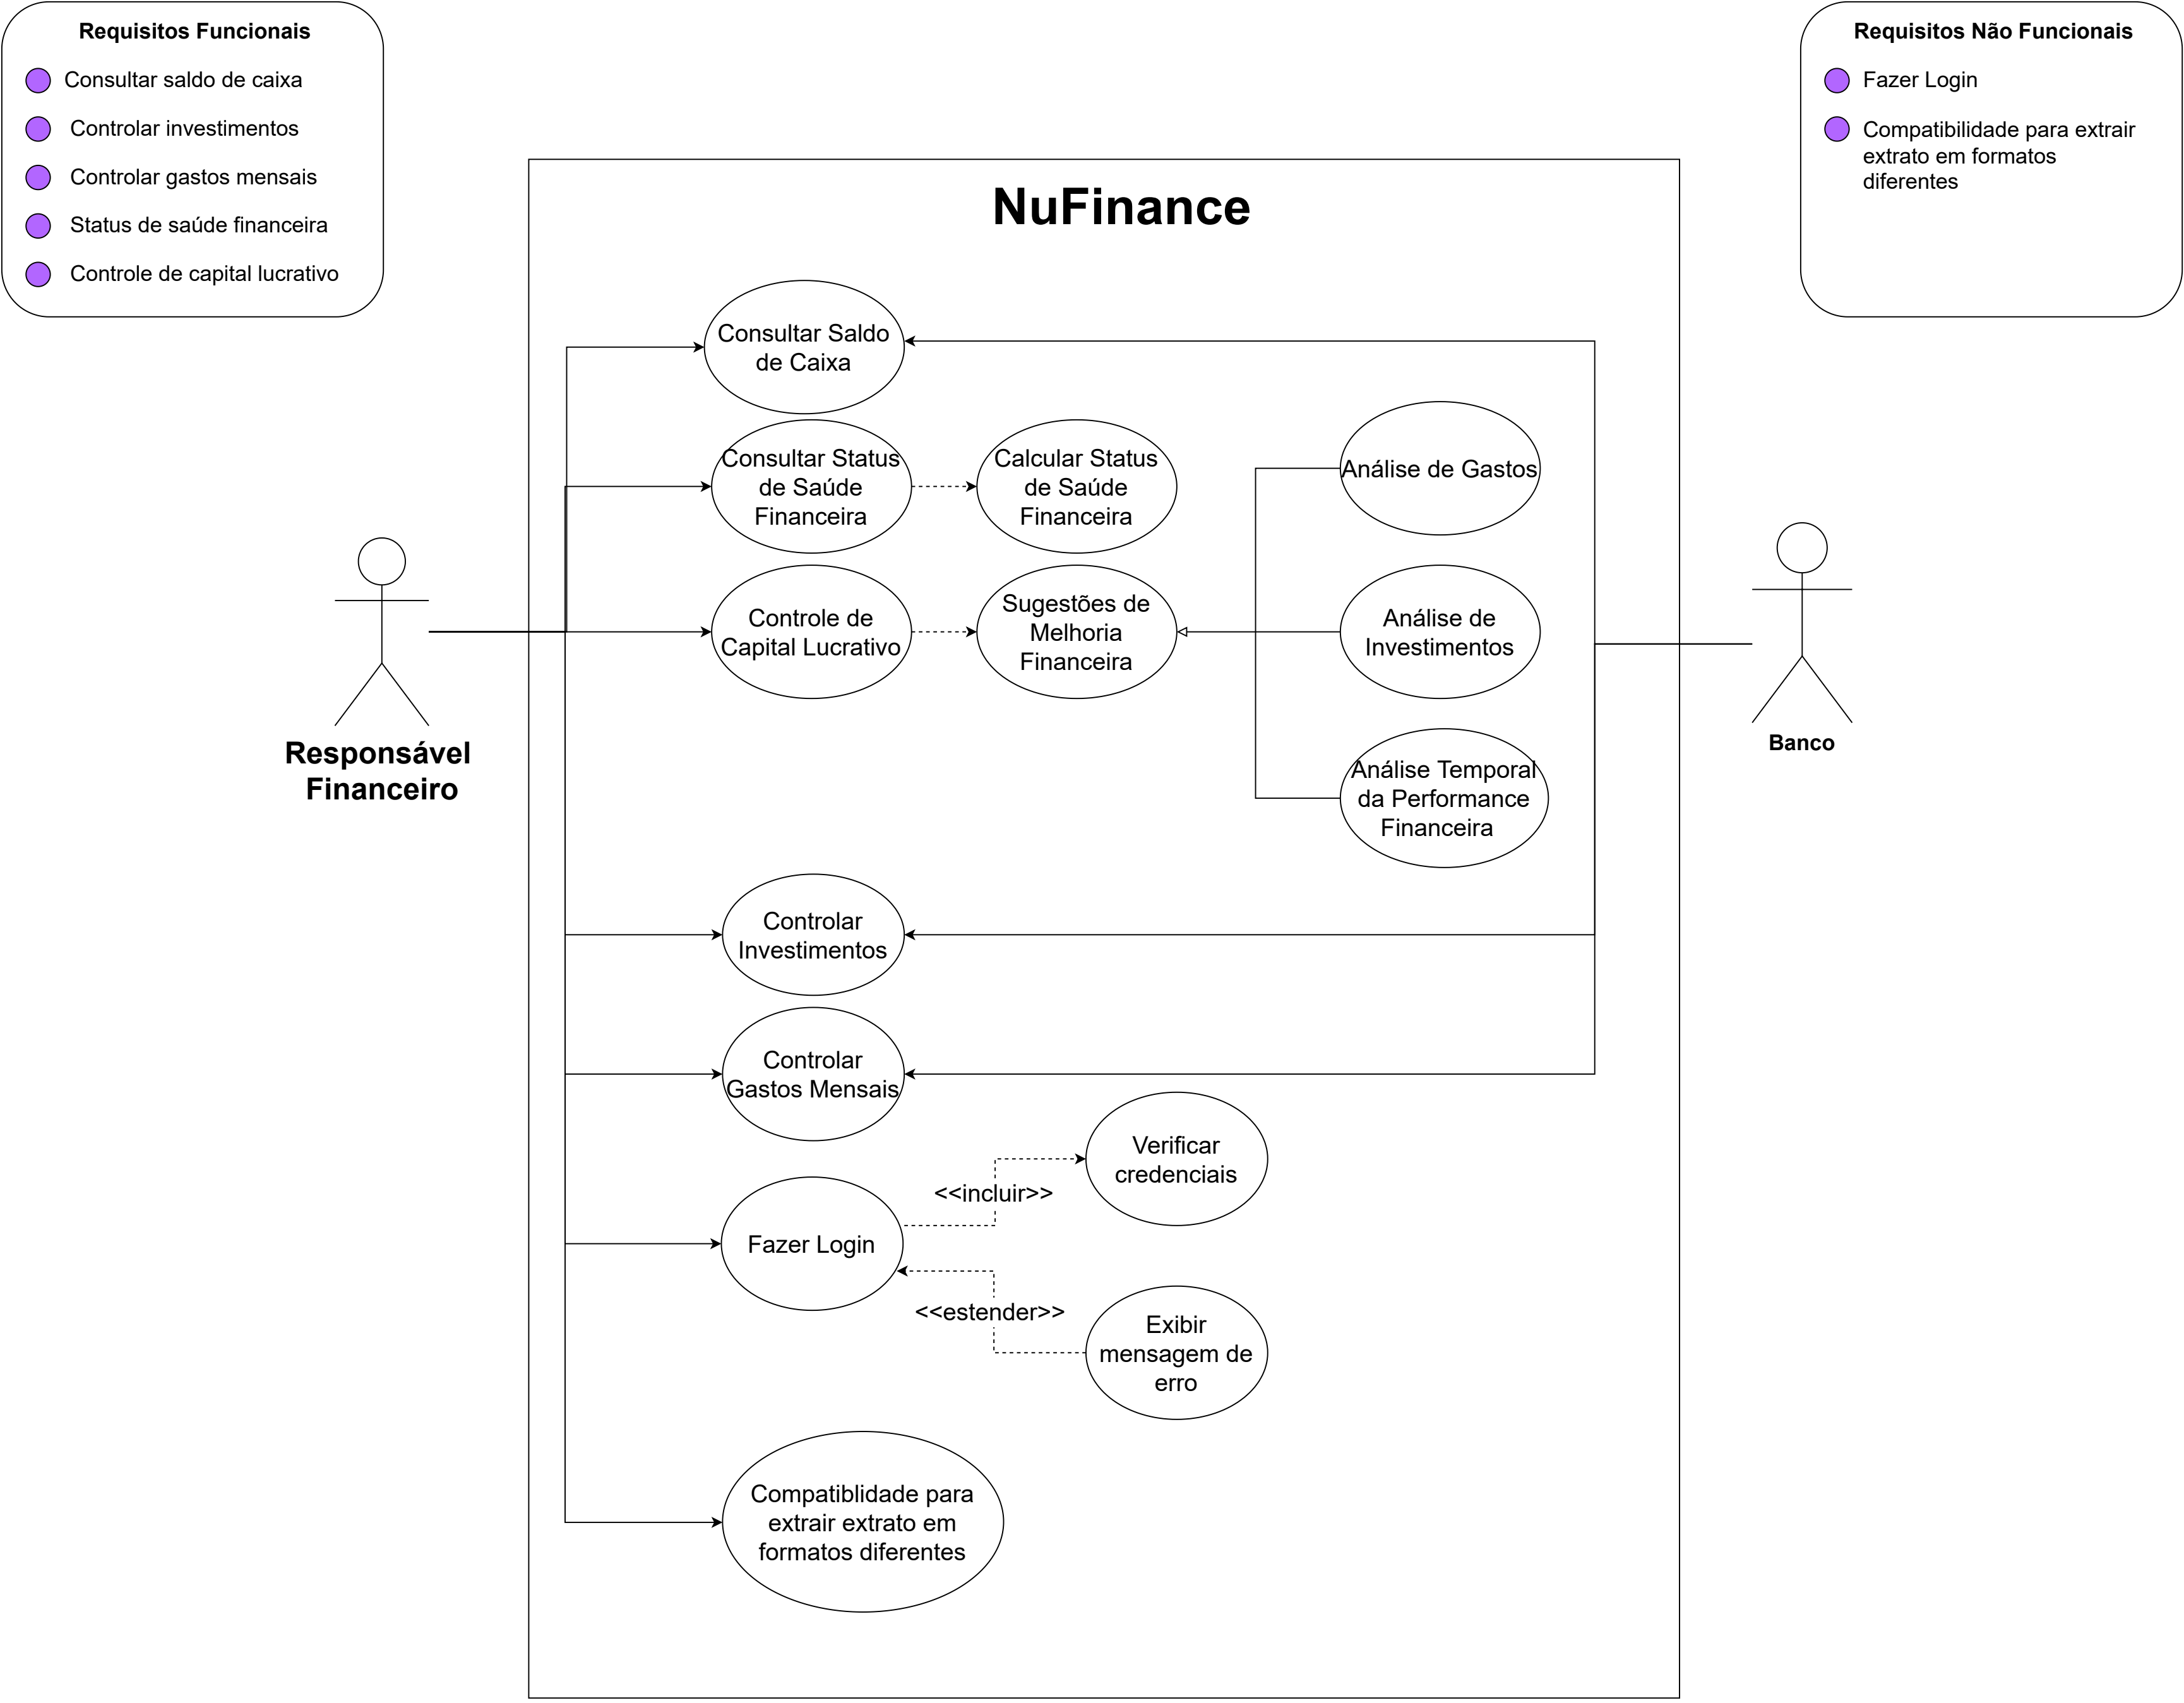 Requisitos Funcionais
Consultar saldo de caixa
Controlar investimentos
Controlar gastos mensais
Status de saúde financeira
Controle de capital lucrativo
Requisitos Não Funcionais
Fazer Login
Compatibilidade para extrair
extrato em formatos
diferentes
NuFinance
Consultar Saldo
de Caixa
Consultar Status
de Saúde
Financeira
Calcular Status
de Saúde
Financeira
Análise de Gastos
Controle de
Capital Lucrativo
Sugestões de
Melhoria
Financeira
Análise de
Investimentos
Responsável
Financeiro
Banco
Análise Temporal
da Performance
Financeira
Controlar
Investimentos
Controlar
Gastos Mensais
Verificar
credenciais
<<incluir>>
Fazer Login
<<estender>>
Exibir
mensagem de
erro
Compatiblidade para
extrair extrato em
formatos diferentes